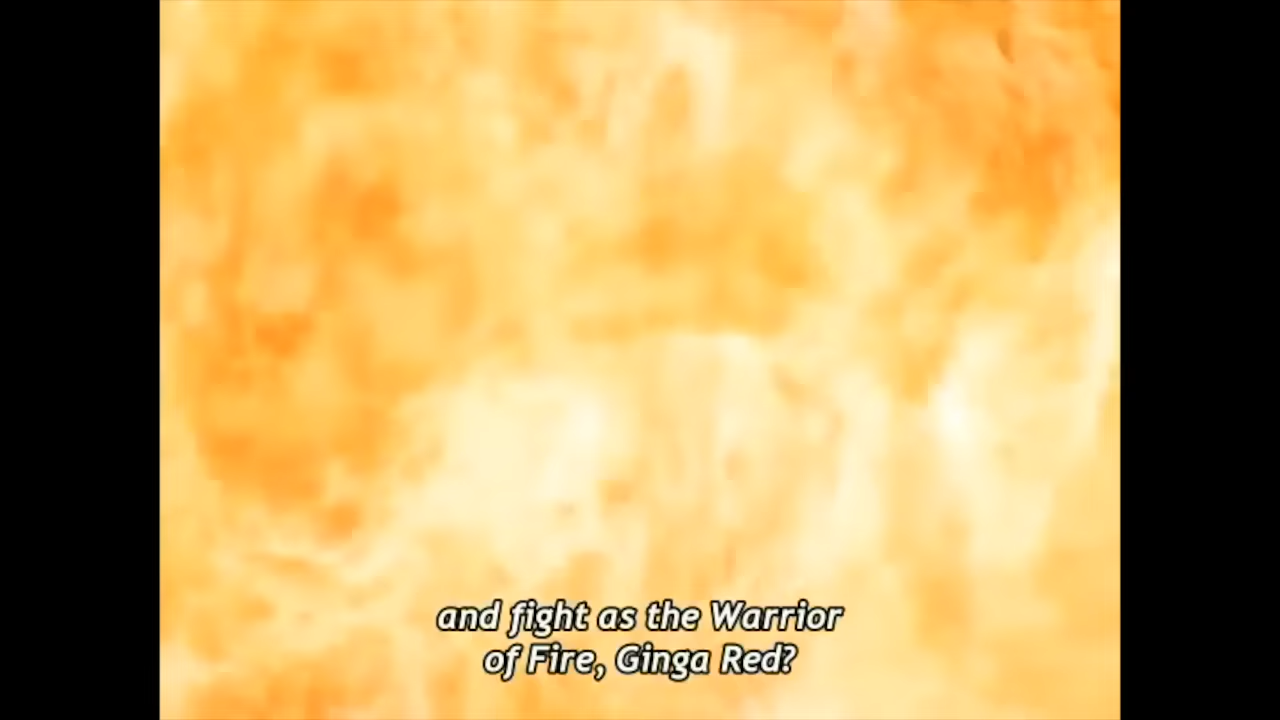 and fight as the Warrior
of Fire, Ginga Red?